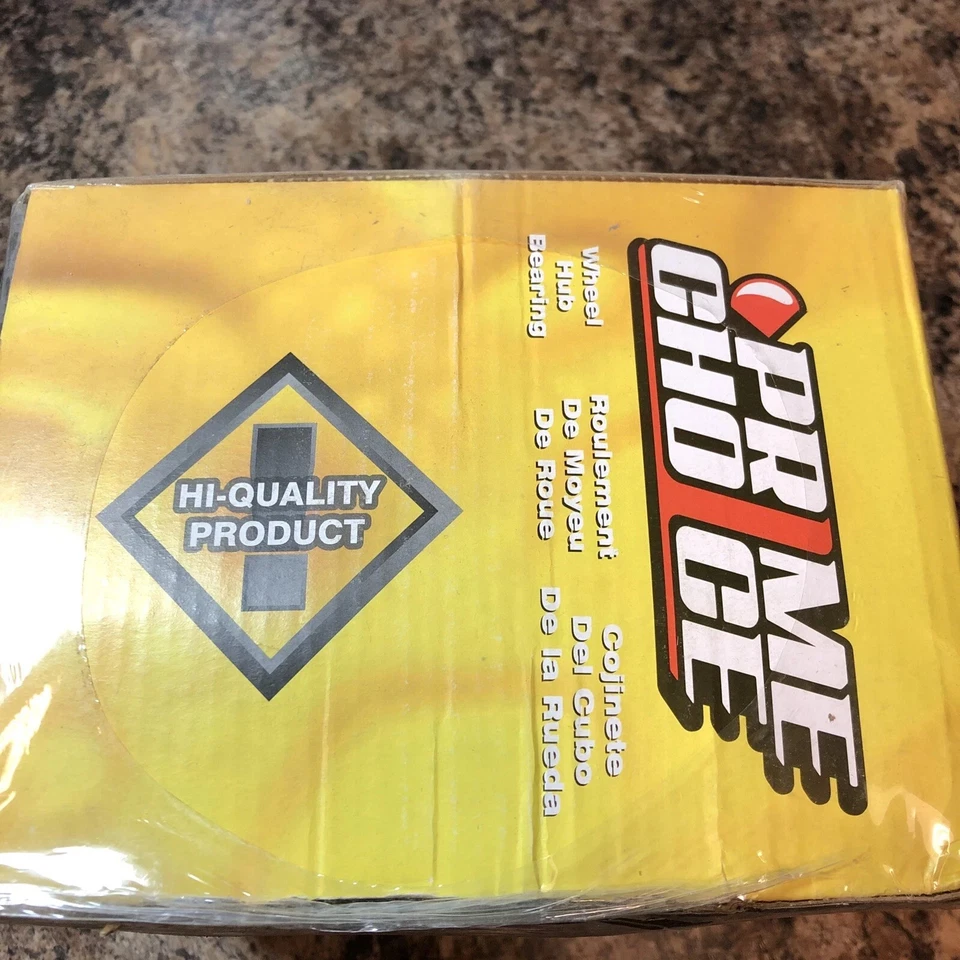 PRIME
CHOICE
Wheel
Hub
Bearing
Roulement
De Moyeu
De Roue
Cojinete
Del Cubo
De la Rueda
HI-QUALITY
PRODUCT